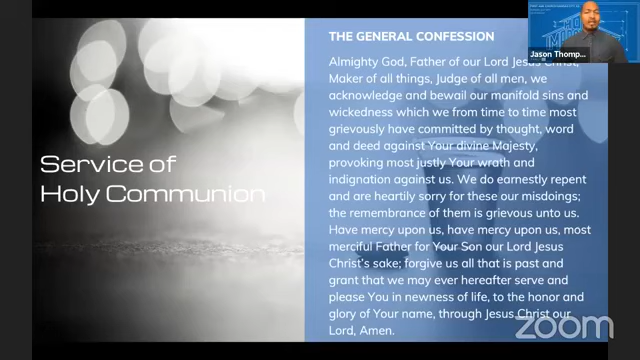 THE GENERAL CONFESSION
Almighty God, Father of our Lord Jesus Christ,
Maker of all things, Judge of all men, we
acknowledge and bewail our manifold sins and
wickedness which we from time to time most
grievously have committed by thought, word
and deed against Your divine Majesty,
provoking most justly Your wrath and
indignation against us. We do earnestly repent
and are heartily sorry for these our misdoings;
the remembrance of them is grievous unto us.
Have mercy upon us, have mercy upon us, most
merciful Father for Your Son our Lord Jesus
Christ's sake; forgive us all that is past and
grant that we may ever hereafter serve and
please You in newness of life, to the honor and
glory of Your name, through Jesus Christ our
Lord, Amen.
Service of
Holy Communion
Jason Thomp...
zoom